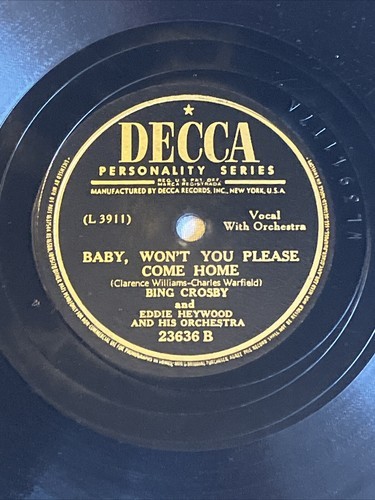 DECCA
PERSONALITY SERIES
REG. U.S. PAT. OFF.
MARCA REGISTRADA
MANUFACTURED BY DECCA RECORDS, INC., NEW YORK, U.S.A.
(L 3911)
Vocal
With Orchestra
BABY, WON'T YOU PLEASE
COME HOME
(Clarence Williams-Charles Warfield)
BING CROSBY
and
EDDIE HEYWOOD
AND HIS ORCHESTRA
23636 B